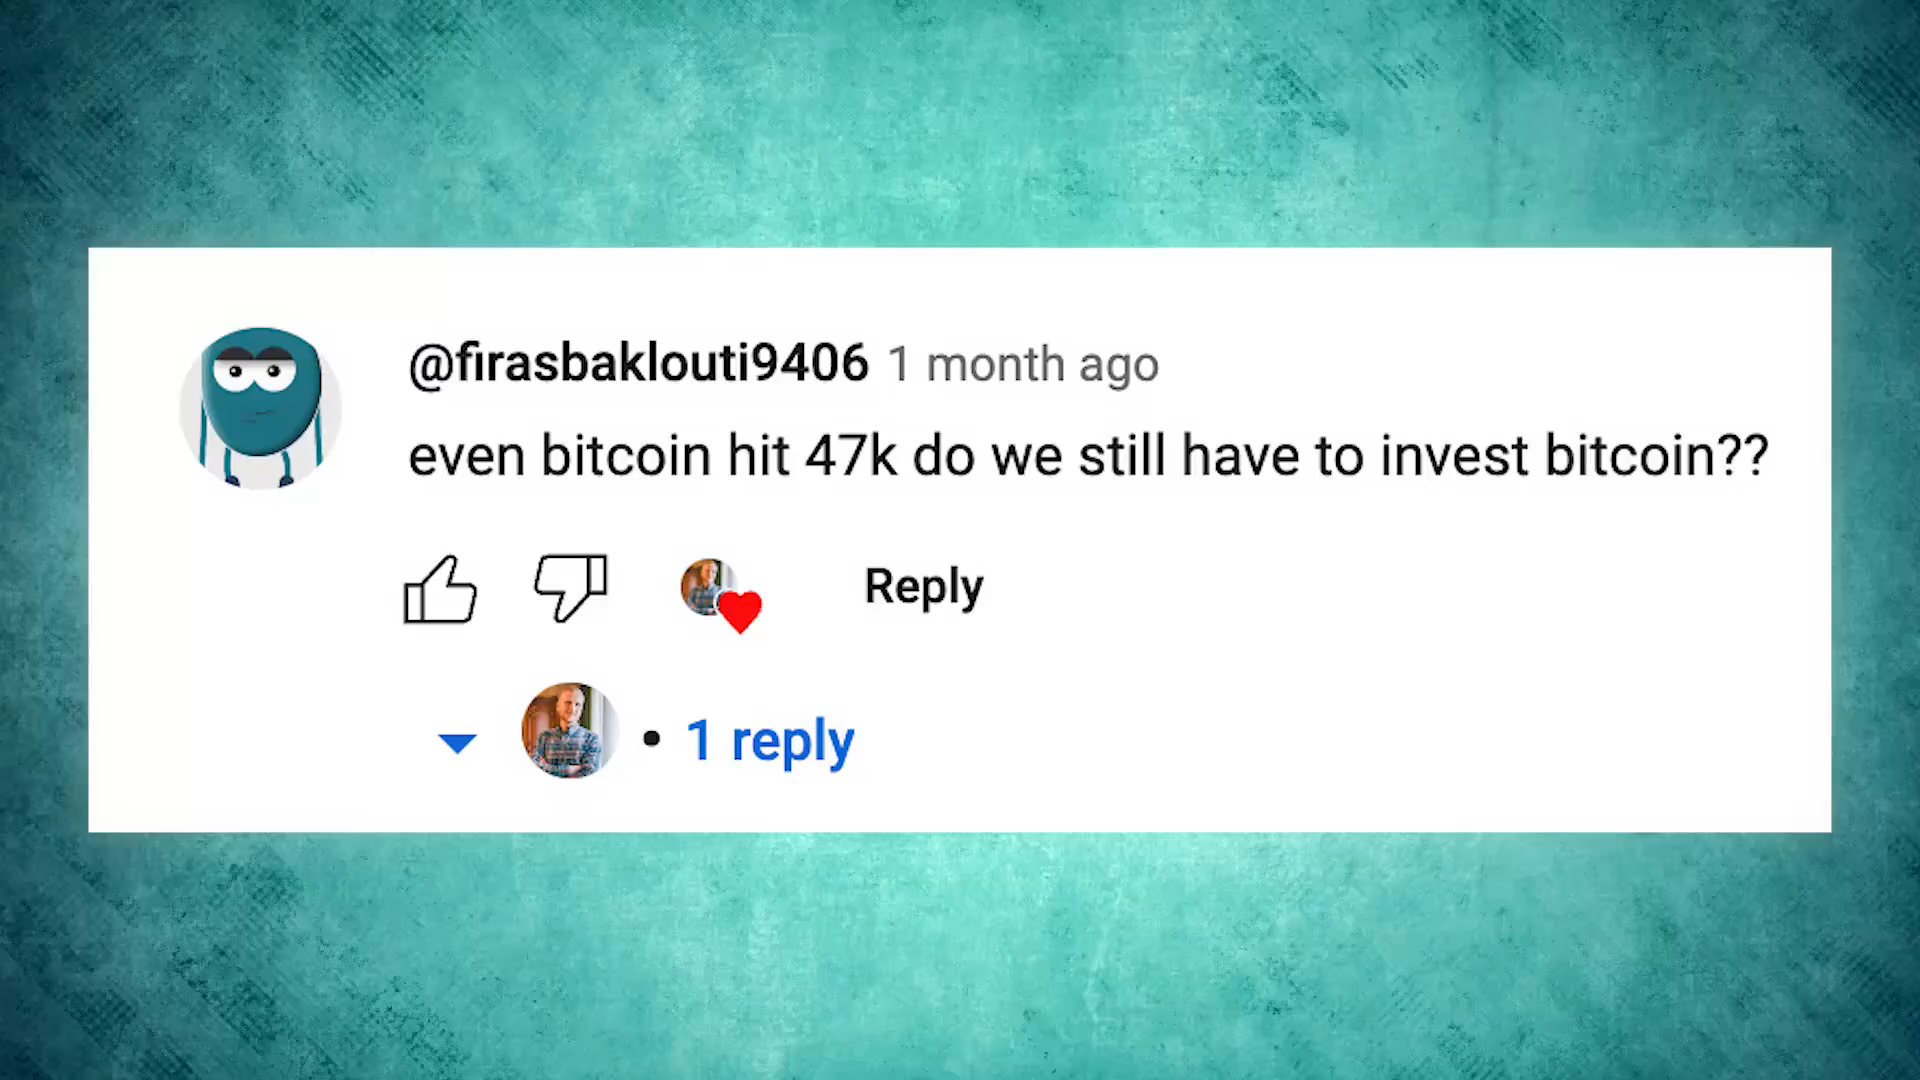 @firasbaklouti9406 1 month ago
even bitcoin hit 47k do we still have to invest bitcoin??
Reply
• 1 reply